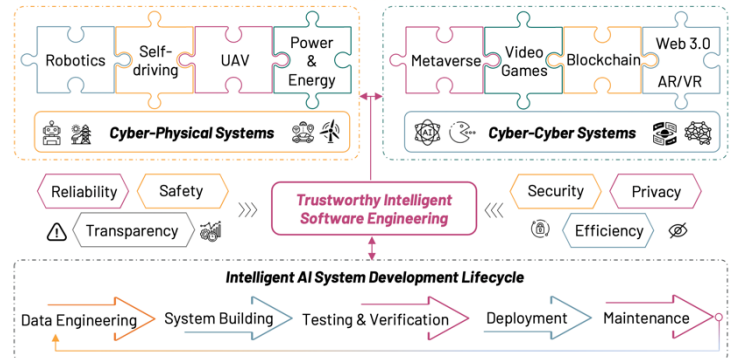 Robotics
Self-
driving
UAV
Power
&
Energy
Cyber-Physical Systems
Metaverse
Video
Games
Blockchain
Web 3.0
AR/VR
AI
Cyber-Cyber Systems
Reliability
Safety
Transparency
Trustworthy Intelligent
Software Engineering
Security
Privacy
Efficiency
Intelligent AI System Development Lifecycle
Data Engineering
System Building
Testing & Verification
Deployment
Maintenance